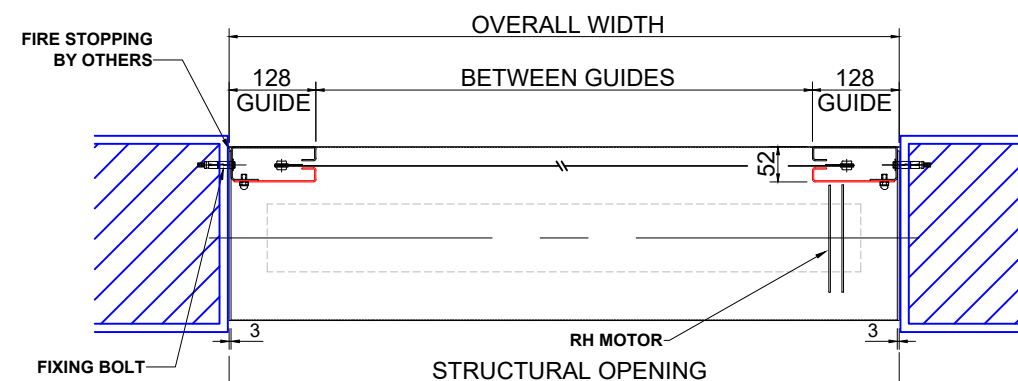 OVERALL WIDTH
FIRE STOPPING
BY OTHERS
128
GUIDE
BETWEEN GUIDES
128
GUIDE
52
3
3
RH MOTOR
FIXING BOLT
STRUCTURAL OPENING